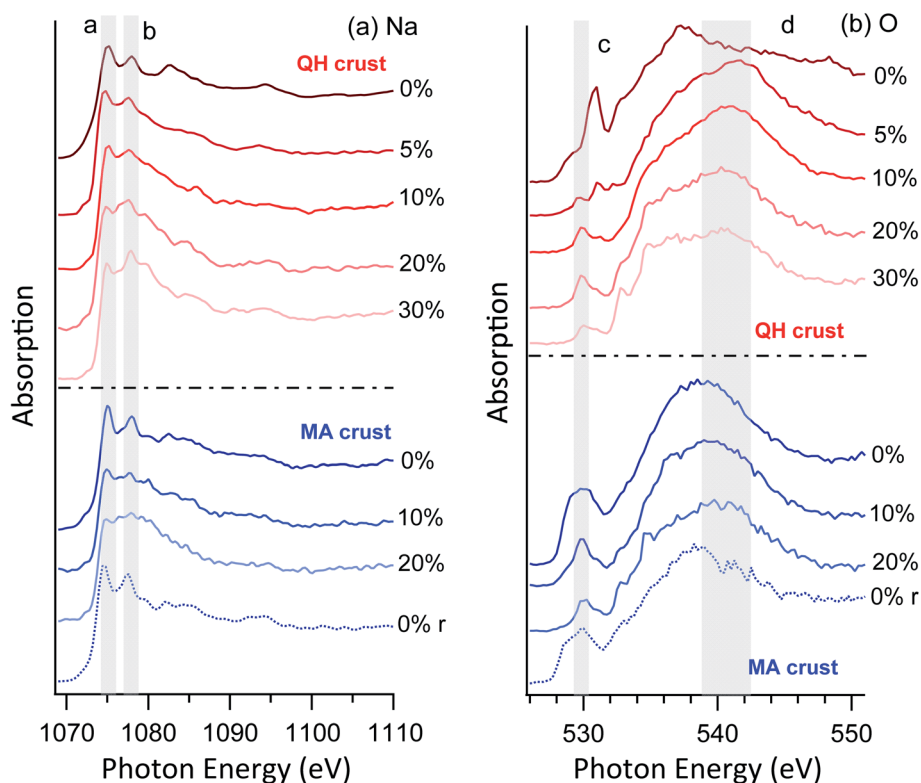 a
b
(a) Na
QH crust
0%
5%
10%
20%
30%
MA crust
0%
10%
20%
0% r
Absorption
1070
1080
1090
1100
1110
Photon Energy (eV)
c
d
(b) O
0%
5%
10%
20%
30%
QH crust
0%
10%
20%
0% r
MA crust
Absorption
530
540
550
Photon Energy (eV)